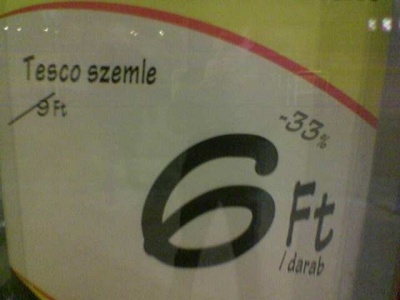 Tesco szemle
9 Ft
-33%
6 Ft
/ darab